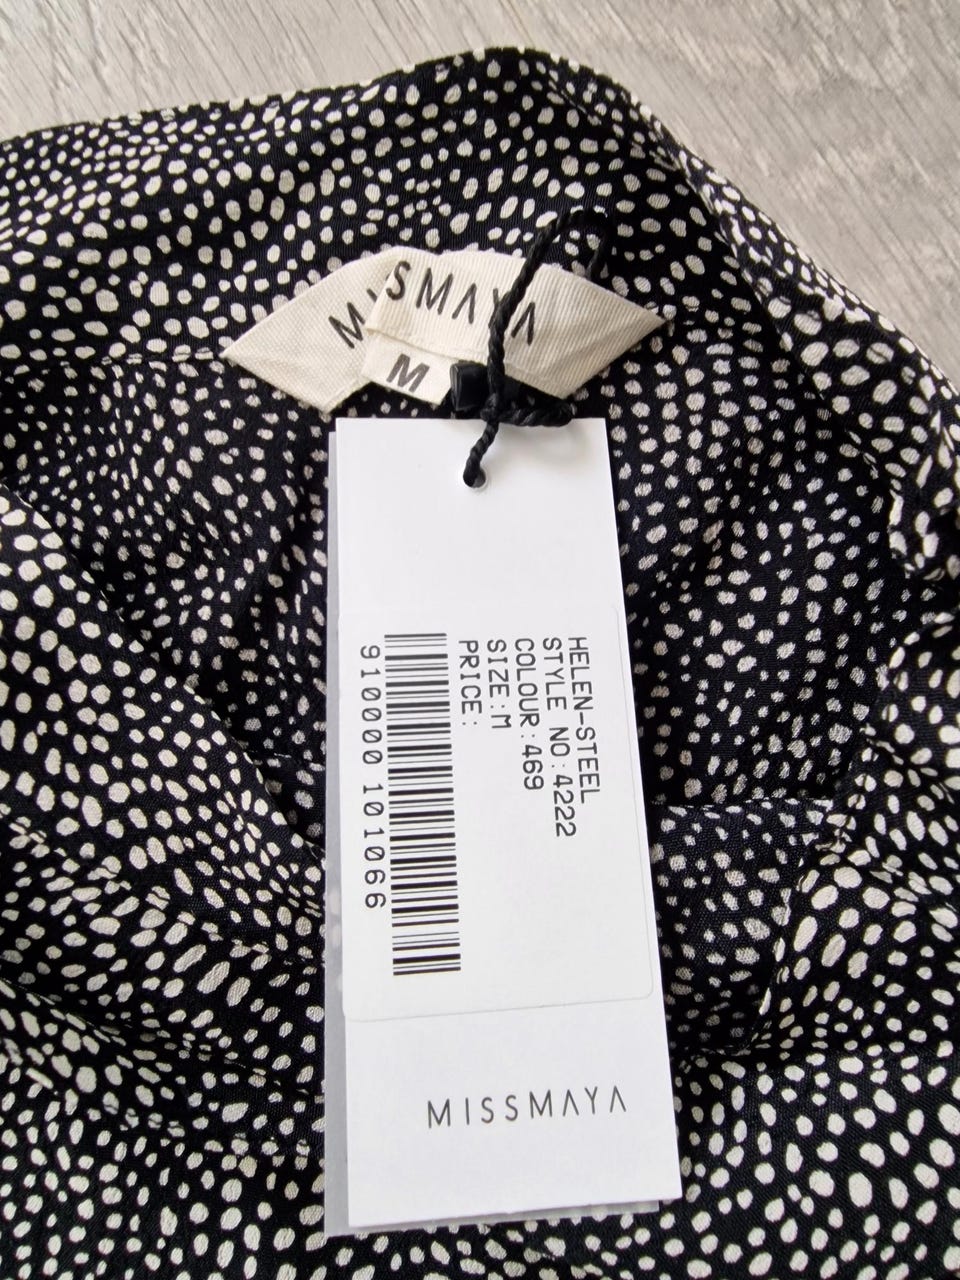 MISSMAYA
M
HELEN-STEEL
STYLE NO:4222
COLOUR:469
SIZE:M
PRICE:
910000 101066
MISSMAYA